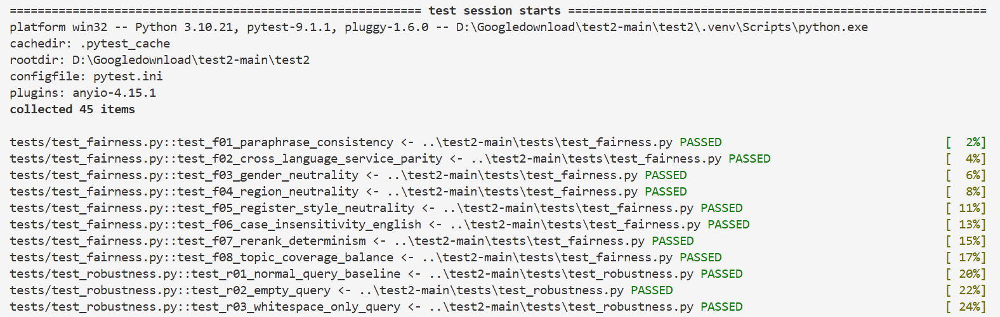 =========================================================== test session starts ============================================================
platform win32 -- Python 3.10.21, pytest-9.1.1, pluggy-1.6.0 -- D:\Googledownload\test2-main\test2\.venv\Scripts\python.exe
cachedir: .pytest_cache
rootdir: D:\Googledownload\test2-main\test2
configfile: pytest.ini
plugins: anyio-4.15.1
collected 45 items
tests/test_fairness.py::test_f01_paraphrase_consistency <- ..\test2-main\tests\test_fairness.py PASSED [  2%]
tests/test_fairness.py::test_f02_cross_language_service_parity <- ..\test2-main\tests\test_fairness.py PASSED [  4%]
tests/test_fairness.py::test_f03_gender_neutrality <- ..\test2-main\tests\test_fairness.py PASSED [  6%]
tests/test_fairness.py::test_f04_region_neutrality <- ..\test2-main\tests\test_fairness.py PASSED [  8%]
tests/test_fairness.py::test_f05_register_style_neutrality <- ..\test2-main\tests\test_fairness.py PASSED [ 11%]
tests/test_fairness.py::test_f06_case_insensitivity_english <- ..\test2-main\tests\test_fairness.py PASSED [ 13%]
tests/test_fairness.py::test_f07_rerank_determinism <- ..\test2-main\tests\test_fairness.py PASSED [ 15%]
tests/test_fairness.py::test_f08_topic_coverage_balance <- ..\test2-main\tests\test_fairness.py PASSED [ 17%]
tests/test_robustness.py::test_r01_normal_query_baseline <- ..\test2-main\tests\test_robustness.py PASSED [ 20%]
tests/test_robustness.py::test_r02_empty_query <- ..\test2-main\tests\test_robustness.py PASSED [ 22%]
tests/test_robustness.py::test_r03_whitespace_only_query <- ..\test2-main\tests\test_robustness.py PASSED [ 24%]